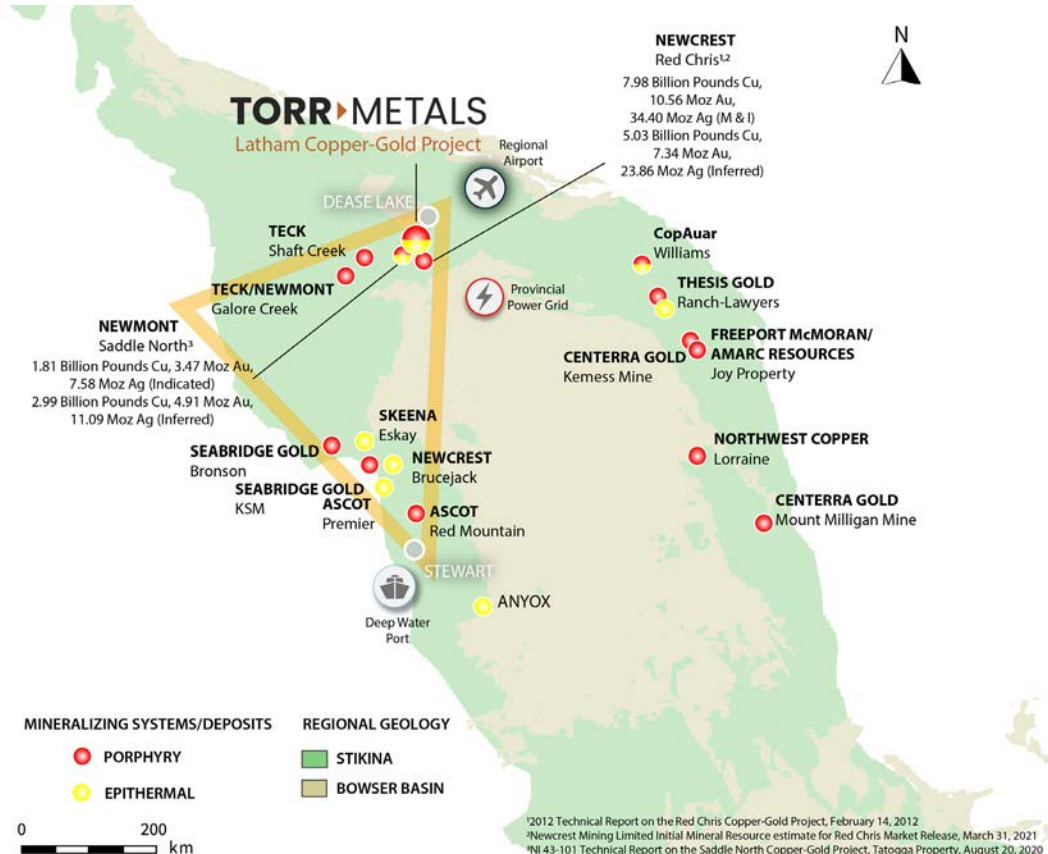 NEWCREST
Red Chris¹,²
7.98 Billion Pounds Cu,
10.56 Moz Au,
34.40 Moz Ag (M & I)
5.03 Billion Pounds Cu,
7.34 Moz Au,
23.86 Moz Ag (Inferred)
N
TORR METALS
Latham Copper-Gold Project
Regional
Airport
DEASE LAKE
TECK
Shaft Creek
TECK/NEWMONT
Galore Creek
Provincial
Power Grid
CopAuar
Williams
THESIS GOLD
Ranch-Lawyers
FREEPORT McMORAN/
AMARC RESOURCES
Joy Property
CENTERRA GOLD
Kemess Mine
NEWMONT
Saddle North³
1.81 Billion Pounds Cu, 3.47 Moz Au,
7.58 Moz Ag (Indicated)
2.99 Billion Pounds Cu, 4.91 Moz Au,
11.09 Moz Ag (Inferred)
SKEENA
Eskay
SEABRIDGE GOLD
Bronson
NEWCREST
Brucejack
SEABRIDGE GOLD
KSM
ASCOT
Premier
ASCOT
Red Mountain
NORTHWEST COPPER
Lorraine
CENTERRA GOLD
Mount Milligan Mine
STEWART
Deep Water
Port
ANYOX
MINERALIZING SYSTEMS/DEPOSITS
PORPHYRY
EPITHERMAL
REGIONAL GEOLOGY
STIKINA
BOWSER BASIN
0 200
km
¹2012 Technical Report on the Red Chris Copper-Gold Project, February 14, 2012
²Newcrest Mining Limited Initial Mineral Resource estimate for Red Chris Market Release, March 31, 2021
³NI 43-101 Technical Report on the Saddle North Copper-Gold Project, Tatogga Property, August 20, 2020